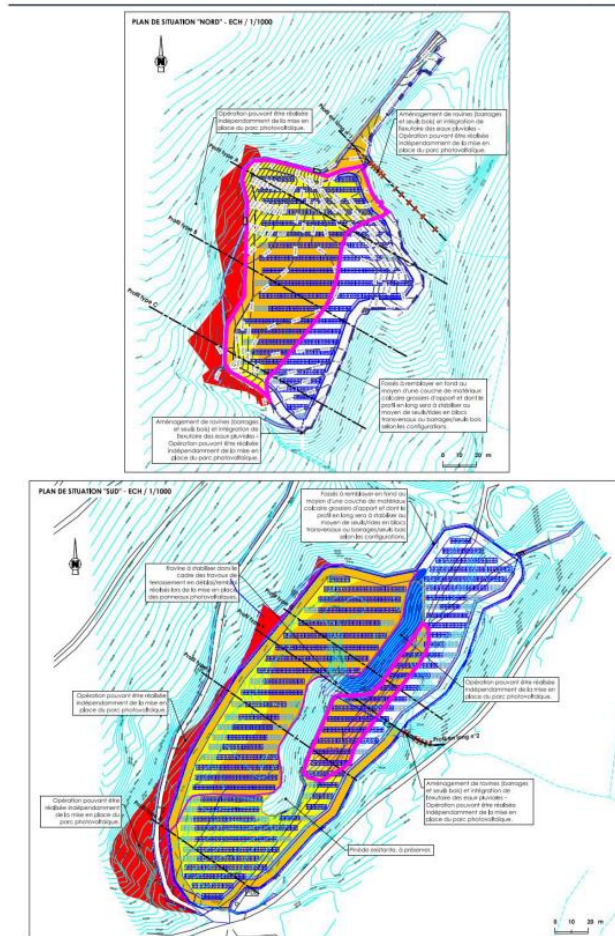 PLAN DE SITUATION "NORD" - ECH / 1/1000
N
Opération pouvant être réalisée
indépendamment de la mise en
place du parc photovoltaïque.
Profil en long n°1
Aménagement de ravines (barrages
et seuils bois) et intégration de
l'exutoire des eaux pluviales -
Opération pouvant être réalisée
indépendamment de la mise en
place du parc photovoltaïque.
Profil type A
Profil type B
Profil type C
Fossés à remblayer en fond au
moyen d'une couche de matériaux
calcaire grossiers d'apport et dont le
profil en long sera à stabiliser au
moyen de seuils/rides en blocs
transversaux ou barrages/seuils bois
selon les configurations.
Aménagement de ravines (barrages
et seuils bois) et intégration de
l'exutoire des eaux pluviales -
Opération pouvant être réalisée
indépendamment de la mise en
place du parc photovoltaïque.
0 10 20 m
PLAN DE SITUATION "SUD" - ECH / 1/1000
N
Fossés à remblayer en fond au
moyen d'une couche de matériaux
calcaire grossiers d'apport et dont le
profil en long sera à stabiliser au
moyen de seuils/rides en blocs
transversaux ou barrages/seuils bois
selon les configurations.
Ravine à stabiliser dans le
cadre des travaux de
terrassement en déblais/remblais
réalisés lors de la mise en place
des panneaux photovoltaïques.
Opération pouvant être réalisée
indépendamment de la mise en
place du parc photovoltaïque.
Opération pouvant être réalisée
indépendamment de la mise en
place du parc photovoltaïque.
Profil en long n°2
Aménagement de ravines (barrages
et seuils bois) et intégration de
l'exutoire des eaux pluviales -
Opération pouvant être réalisée
indépendamment de la mise en
place du parc photovoltaïque.
Opération pouvant être
réalisée indépendamment
de la mise en place du
parc photovoltaïque.
Pinède existante, à préserver.
0 10 20 m